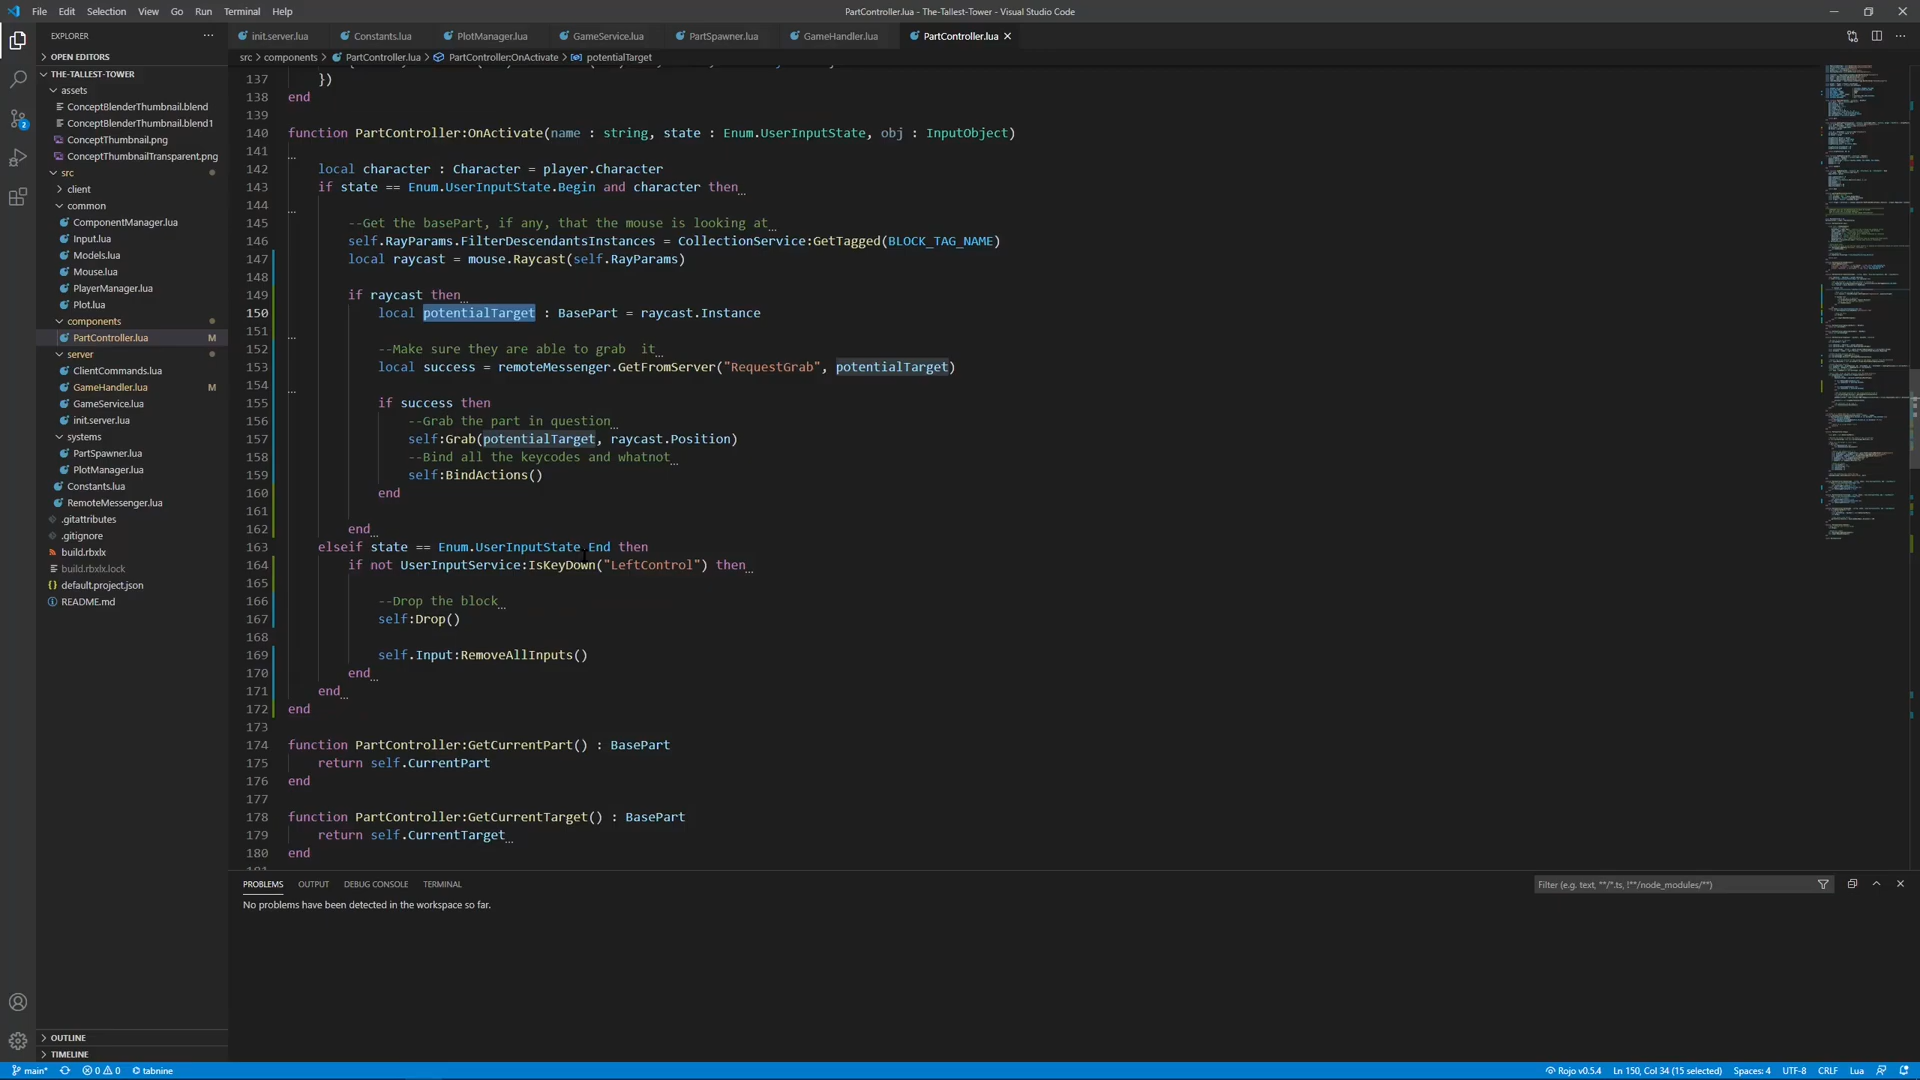 File Edit Selection View Go Run Terminal Help
PartController.lua - The-Tallest-Tower - Visual Studio Code
EXPLORER
OPEN EDITORS
THE-TALLEST-TOWER
assets
ConceptBlenderThumbnail.blend
ConceptBlenderThumbnail.blend1
ConceptThumbnail.png
ConceptThumbnailTransparent.png
src
client
common
ComponentManager.lua
Input.lua
Models.lua
Mouse.lua
PlayerManager.lua
Plot.lua
components
PartController.lua M
server
ClientCommands.lua
GameHandler.lua M
GameService.lua
init.server.lua
systems
PartSpawner.lua
PlotManager.lua
Constants.lua
RemoteMessenger.lua
.gitattributes
.gitignore
build.rbxlx
build.rbxlx.lock
default.project.json
README.md
OUTLINE
TIMELINE
init.server.lua Constants.lua PlotManager.lua GameService.lua PartSpawner.lua GameHandler.lua PartController.lua
src > components > PartController.lua > PartController:OnActivate > potentialTarget
137 })
138 end
139
140 function PartController:OnActivate(name : string, state : Enum.UserInputState, obj : InputObject)
141
142 local character : Character = player.Character
143 if state == Enum.UserInputState.Begin and character then
144
145 --Get the basePart, if any, that the mouse is looking at
146 self.RayParams.FilterDescendantsInstances = CollectionService:GetTagged(BLOCK_TAG_NAME)
147 local raycast = mouse.Raycast(self.RayParams)
148
149 if raycast then
150 local potentialTarget : BasePart = raycast.Instance
151
152 --Make sure they are able to grab  it
153 local success = remoteMessenger.GetFromServer("RequestGrab", potentialTarget)
154
155 if success then
156 --Grab the part in question
157 self:Grab(potentialTarget, raycast.Position)
158 --Bind all the keycodes and whatnot
159 self:BindActions()
160 end
161
162 end
163 elseif state == Enum.UserInputState.End then
164 if not UserInputService:IsKeyDown("LeftControl") then
165
166 --Drop the block
167 self:Drop()
168
169 self.Input:RemoveAllInputs()
170 end
171 end
172 end
173
174 function PartController:GetCurrentPart() : BasePart
175 return self.CurrentPart
176 end
177
178 function PartController:GetCurrentTarget() : BasePart
179 return self.CurrentTarget
180 end
PROBLEMS OUTPUT DEBUG CONSOLE TERMINAL
Filter (e.g. text, **/*.ts, !**/node_modules/**)
No problems have been detected in the workspace so far.
main* 0 0 tabnine
Rojo v0.5.4 Ln 150, Col 34 (15 selected) Spaces: 4 UTF-8 CRLF Lua